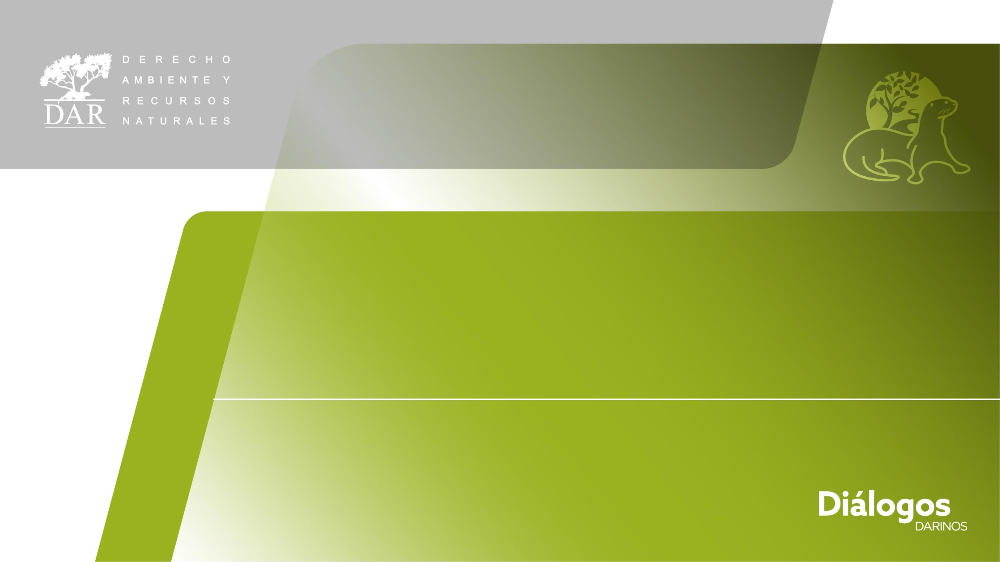 DERECHO
AMBIENTE Y
RECURSOS
NATURALES
DAR
Diálogos
DARINOS